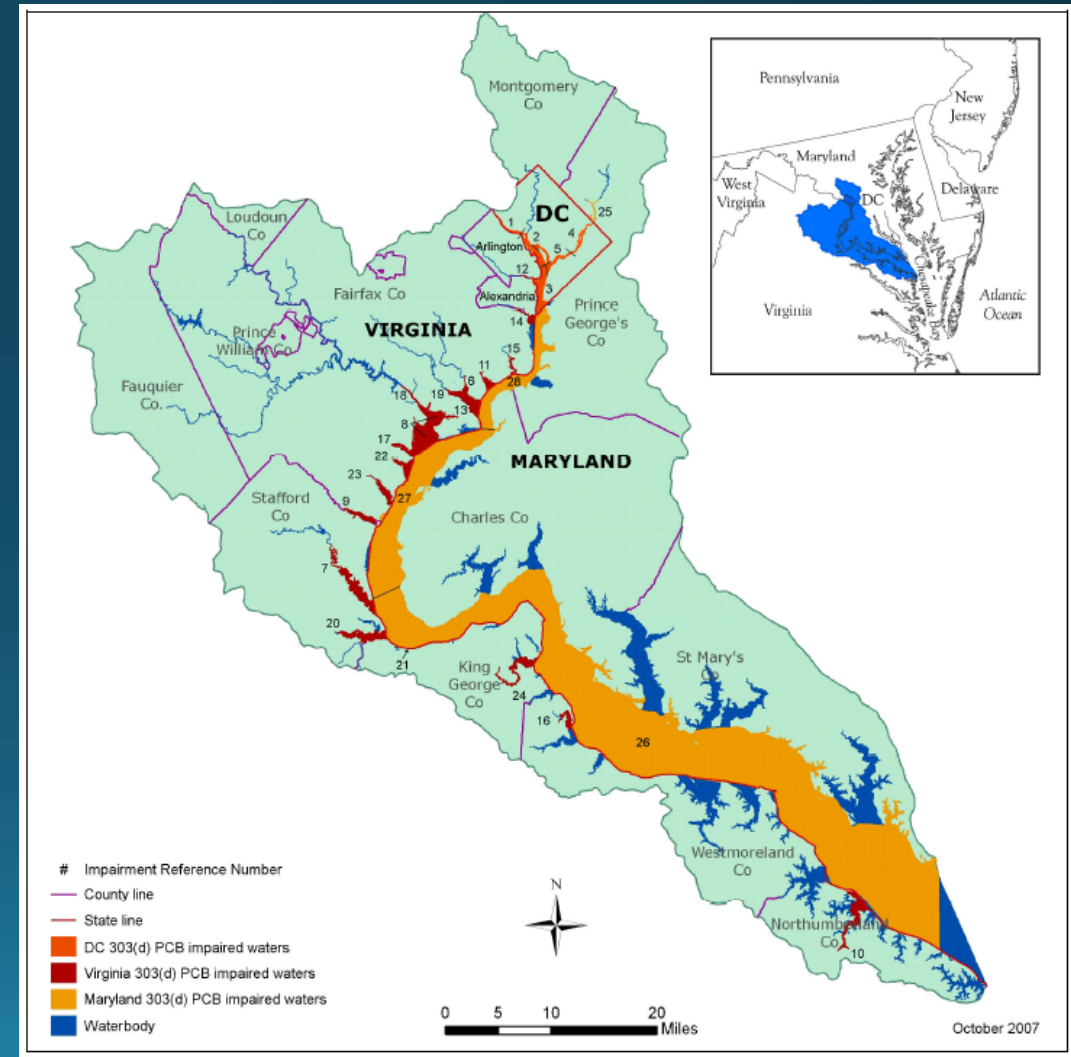 Montgomery
Co
Loudoun
Co
DC
25
1
2
4
Arlington
5
12
3
Alexandria
Fairfax Co
Prince
George's
Co
VIRGINIA
14
Prince
William Co
15
11
28
Fauquier
Co.
18
19
16
13
8
17
22
MARYLAND
23
27
Stafford
Co
9
Charles Co
7
20
21
King
George
Co
24
16
St Mary's
Co
26
Westmoreland
Co
Northumberland
Co
10
Pennsylvania
New
Jersey
Maryland
West
Virginia
DC
Delaware
Chesapeake Bay
Virginia
Atlantic
Ocean
# Impairment Reference Number
County line
State line
DC 303(d) PCB impaired waters
Virginia 303(d) PCB impaired waters
Maryland 303(d) PCB impaired waters
Waterbody
N
0 5 10 20
Miles
October 2007